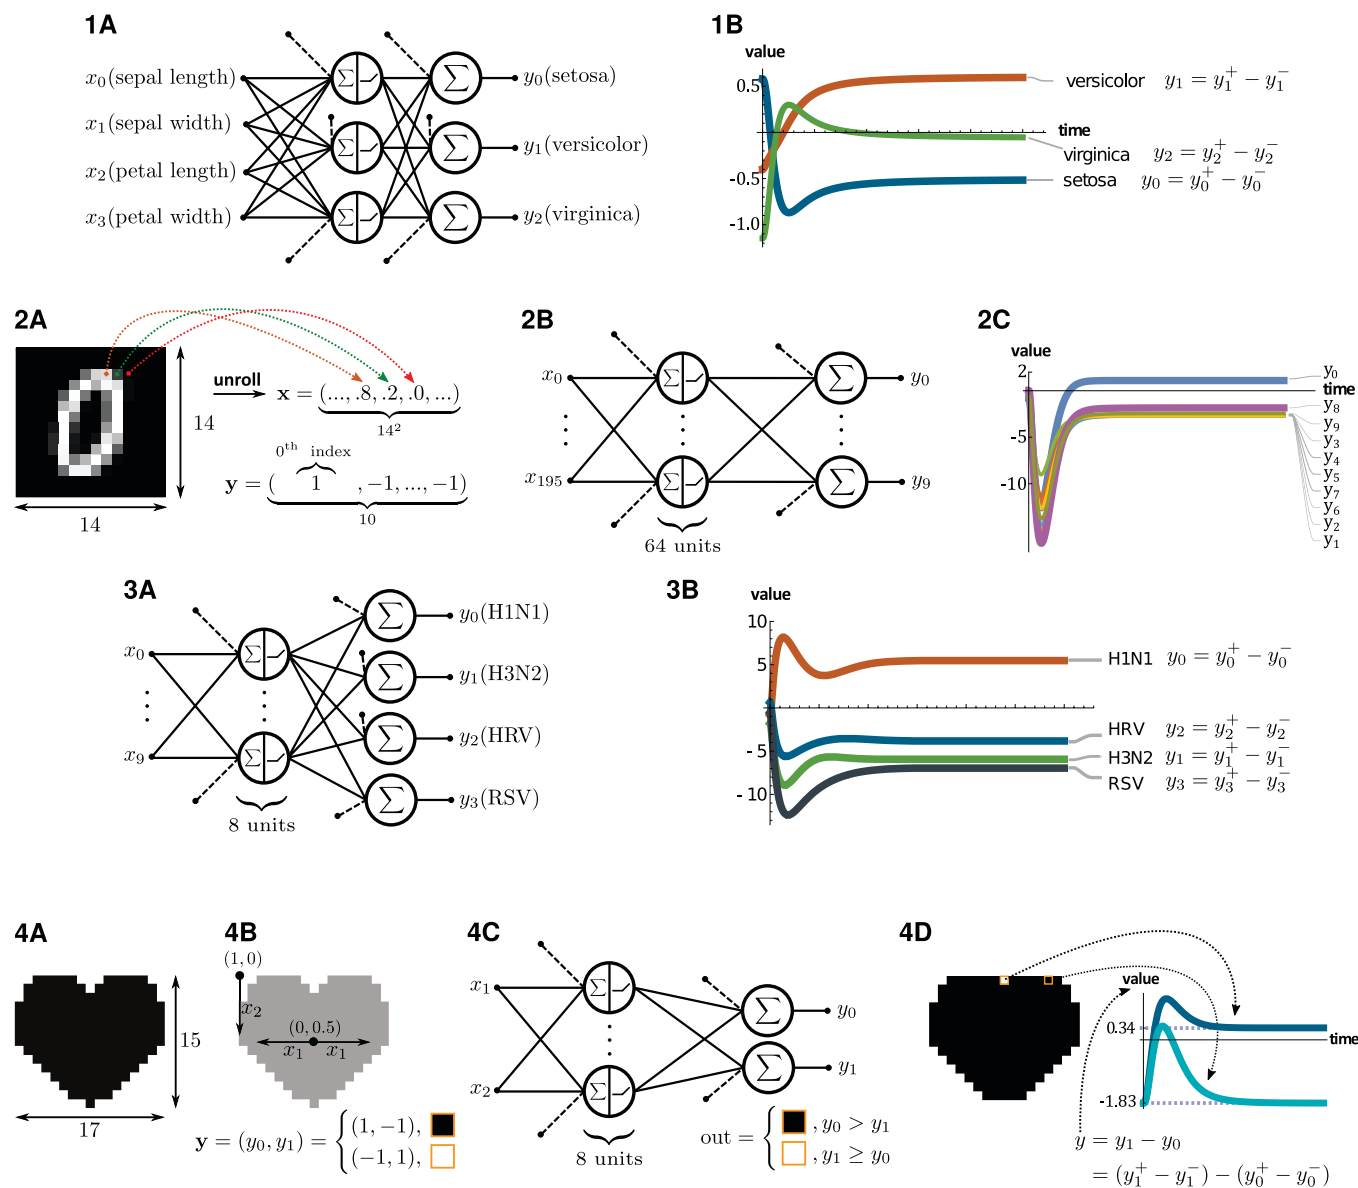 1A
x₀(sepal length)
x₁(sepal width)
x₂(petal length)
x₃(petal width)
Σ Σ y₀(setosa)
Σ Σ y₁(versicolor)
Σ Σ y₂(virginica)
1B
value
0.5
-0.5
-1.0
time
versicolor y₁ = y₁⁺ − y₁⁻
virginica y₂ = y₂⁺ − y₂⁻
setosa y₀ = y₀⁺ − y₀⁻
2A
14
14
unroll
x = (..., .8, .2, .0, ...)
14²
0th index
y = ( 1 , −1, ..., −1)
10
2B
x₀ Σ Σ y₀
x₁₉₅ Σ Σ y₉
64 units
2C
value
2
-5
-10
time
y₀
y₈
y₉
y₃
y₄
y₅
y₇
y₆
y₂
y₁
3A
x₀
x₉
Σ
Σ
Σ y₀(H1N1)
Σ y₁(H3N2)
Σ y₂(HRV)
Σ y₃(RSV)
8 units
3B
value
10
5
-5
-10
H1N1 y₀ = y₀⁺ − y₀⁻
HRV y₂ = y₂⁺ − y₂⁻
H3N2 y₁ = y₁⁺ − y₁⁻
RSV y₃ = y₃⁺ − y₃⁻
4A
15
17
4B
(1, 0)
x₂
(0, 0.5)
x₁ x₁
y = (y₀, y₁) = { (1, −1),
(−1, 1),
4C
x₁ Σ Σ y₀
x₂ Σ Σ y₁
8 units
out = { , y₀ > y₁
, y₁ ≥ y₀
4D
value
0.34
time
-1.83
y = y₁ − y₀
= (y₁⁺ − y₁⁻) − (y₀⁺ − y₀⁻)